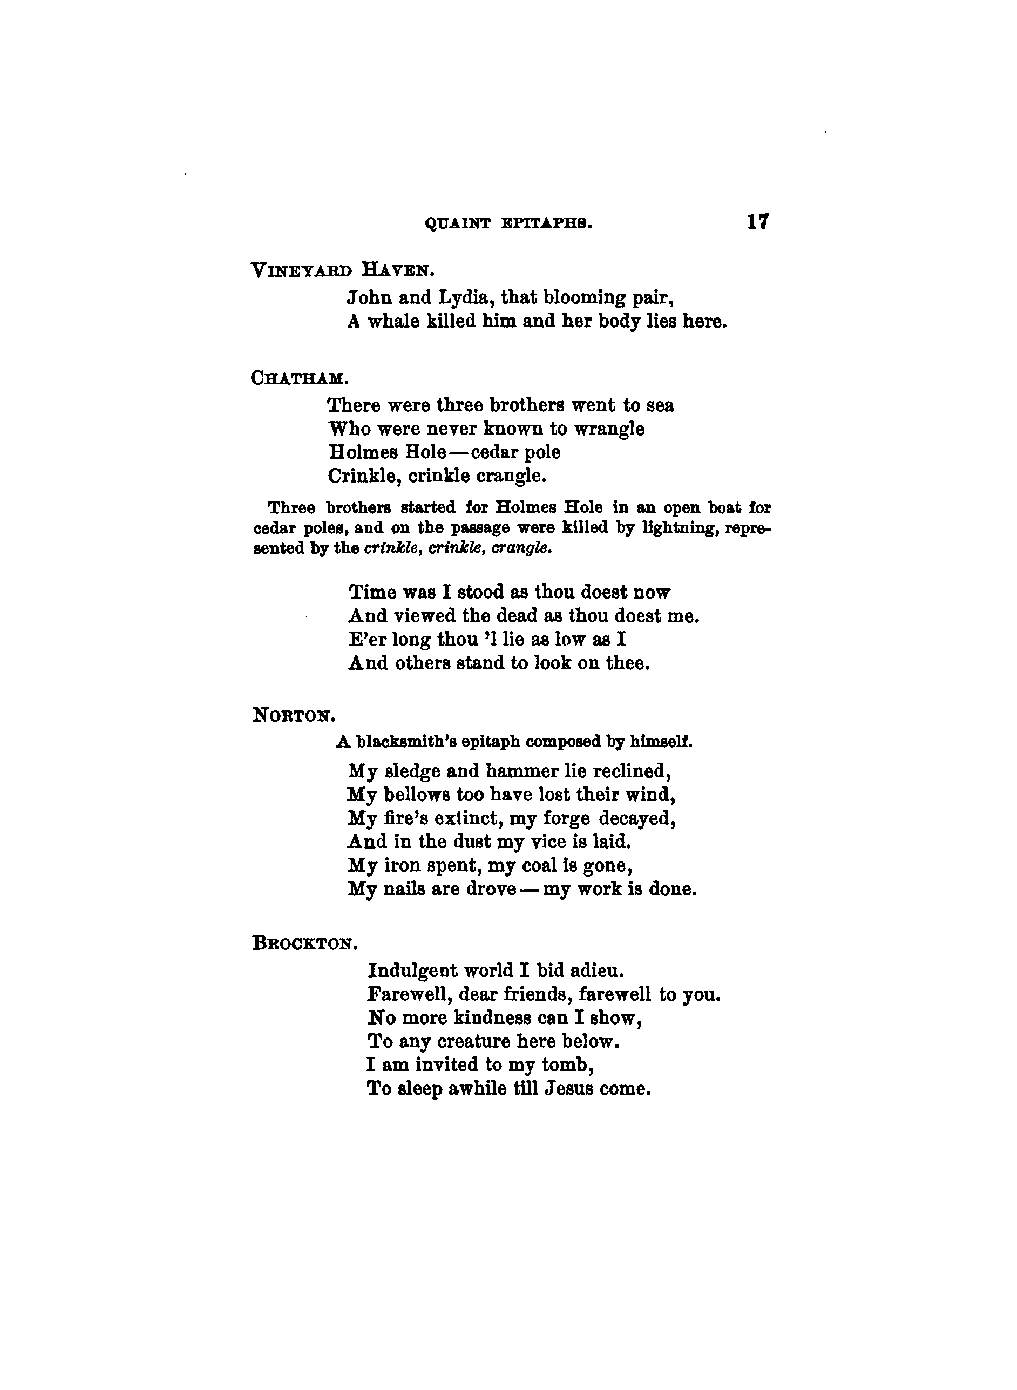 QUAINT EPITAPHS. 17
VINEYARD HAVEN.
John and Lydia, that blooming pair,
A whale killed him and her body lies here.
CHATHAM.
There were three brothers went to sea
Who were never known to wrangle
Holmes Hole—cedar pole
Crinkle, crinkle crangle.
Three brothers started for Holmes Hole in an open boat for
cedar poles, and on the passage were killed by lightning, repre-
sented by the crinkle, crinkle, crangle.
Time was I stood as thou doest now
And viewed the dead as thou doest me.
E'er long thou 'l lie as low as I
And others stand to look on thee.
NORTON.
A blacksmith's epitaph composed by himself.
My sledge and hammer lie reclined,
My bellows too have lost their wind,
My fire's extinct, my forge decayed,
And in the dust my vice is laid.
My iron spent, my coal is gone,
My nails are drove—my work is done.
BROCKTON.
Indulgent world I bid adieu.
Farewell, dear friends, farewell to you.
No more kindness can I show,
To any creature here below.
I am invited to my tomb,
To sleep awhile till Jesus come.